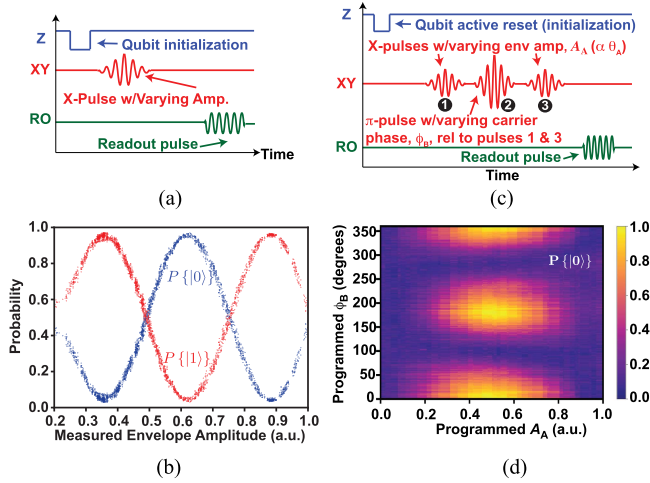 Z
Qubit initialization
XY
X-Pulse w/Varying Amp.
RO
Readout pulse
Time
(a)
Z
Qubit active reset (initialization)
X-pulses w/varying env amp, A_A (α θ_A)
XY
1 2 3
π-pulse w/varying carrier
phase, ϕ_B, rel to pulses 1 & 3
RO
Readout pulse
Time
(c)
Probability
1.0
0.8
0.6
0.4
0.2
0.0
P{|0⟩}
P{|1⟩}
0.2 0.3 0.4 0.5 0.6 0.7 0.8 0.9 1.0
Measured Envelope Amplitude (a.u.)
(b)
Programmed ϕ_B (degrees)
350
300
250
200
150
100
50
0
P{|0⟩}
0.0 0.2 0.4 0.6 0.8 1.0
Programmed A_A (a.u.)
1.0
0.8
0.6
0.4
0.2
0.0
(d)